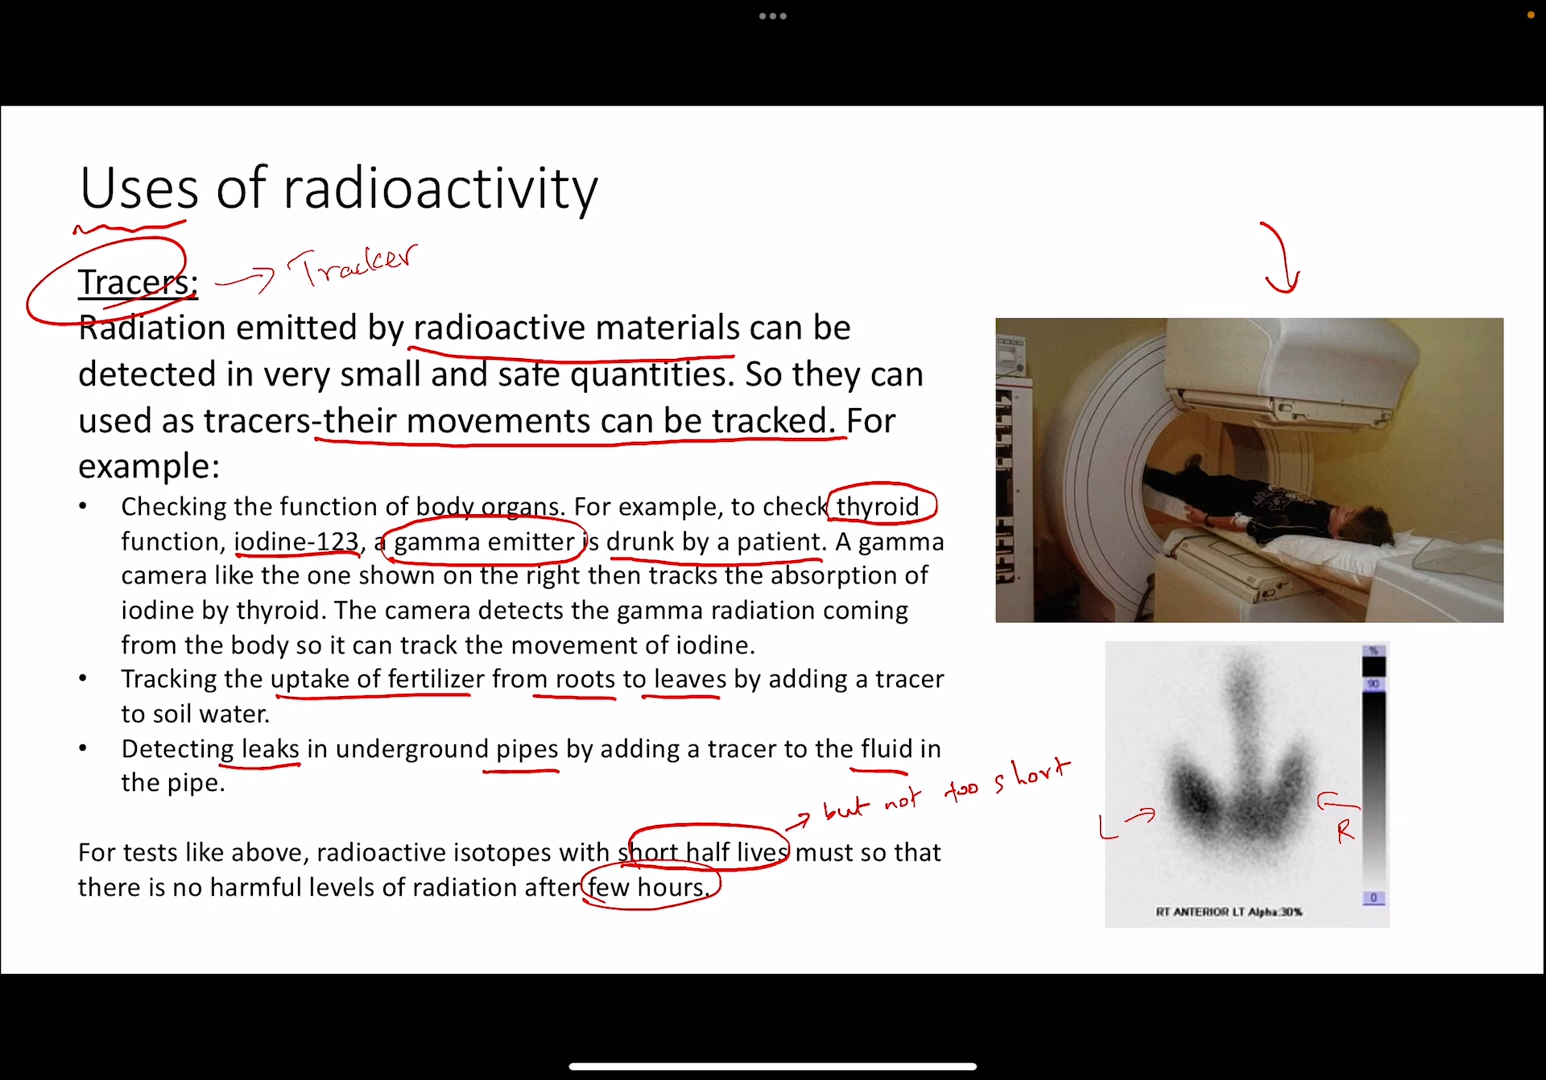 Uses of radioactivity
Tracers: → Tracker
Radiation emitted by radioactive materials can be
detected in very small and safe quantities. So they can
used as tracers-their movements can be tracked. For
example:
• Checking the function of body organs. For example, to check thyroid
function, iodine-123, a gamma emitter is drunk by a patient. A gamma
camera like the one shown on the right then tracks the absorption of
iodine by thyroid. The camera detects the gamma radiation coming
from the body so it can track the movement of iodine.
• Tracking the uptake of fertilizer from roots to leaves by adding a tracer
to soil water.
• Detecting leaks in underground pipes by adding a tracer to the fluid in
the pipe.
→ but not too short
For tests like above, radioactive isotopes with short half lives must so that
there is no harmful levels of radiation after few hours.
%
90
L →
R
0
RT ANTERIOR LT Alpha:30%